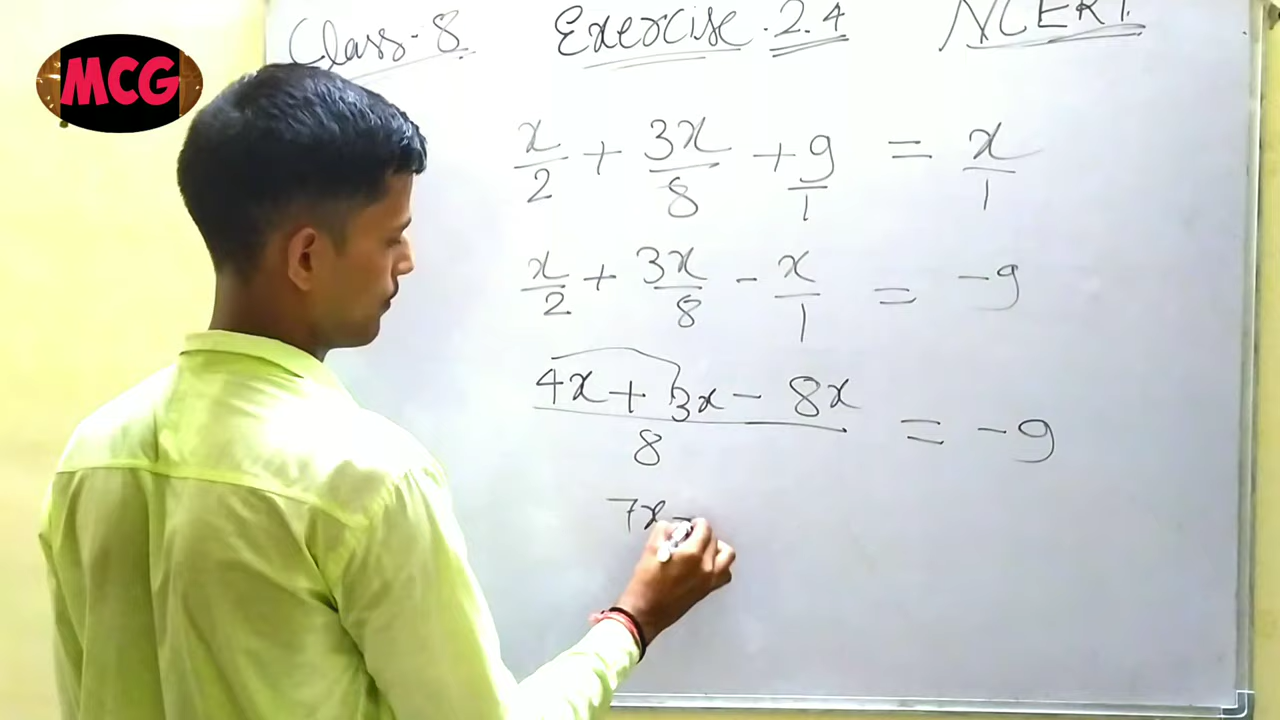 MCG
Class-8 Exercise.2.4 NCERT.
x/2 + 3x/8 + 9/1 = x/1
x/2 + 3x/8 - x/1 = -9
4x + 3x - 8x / 8 = -9
7x -